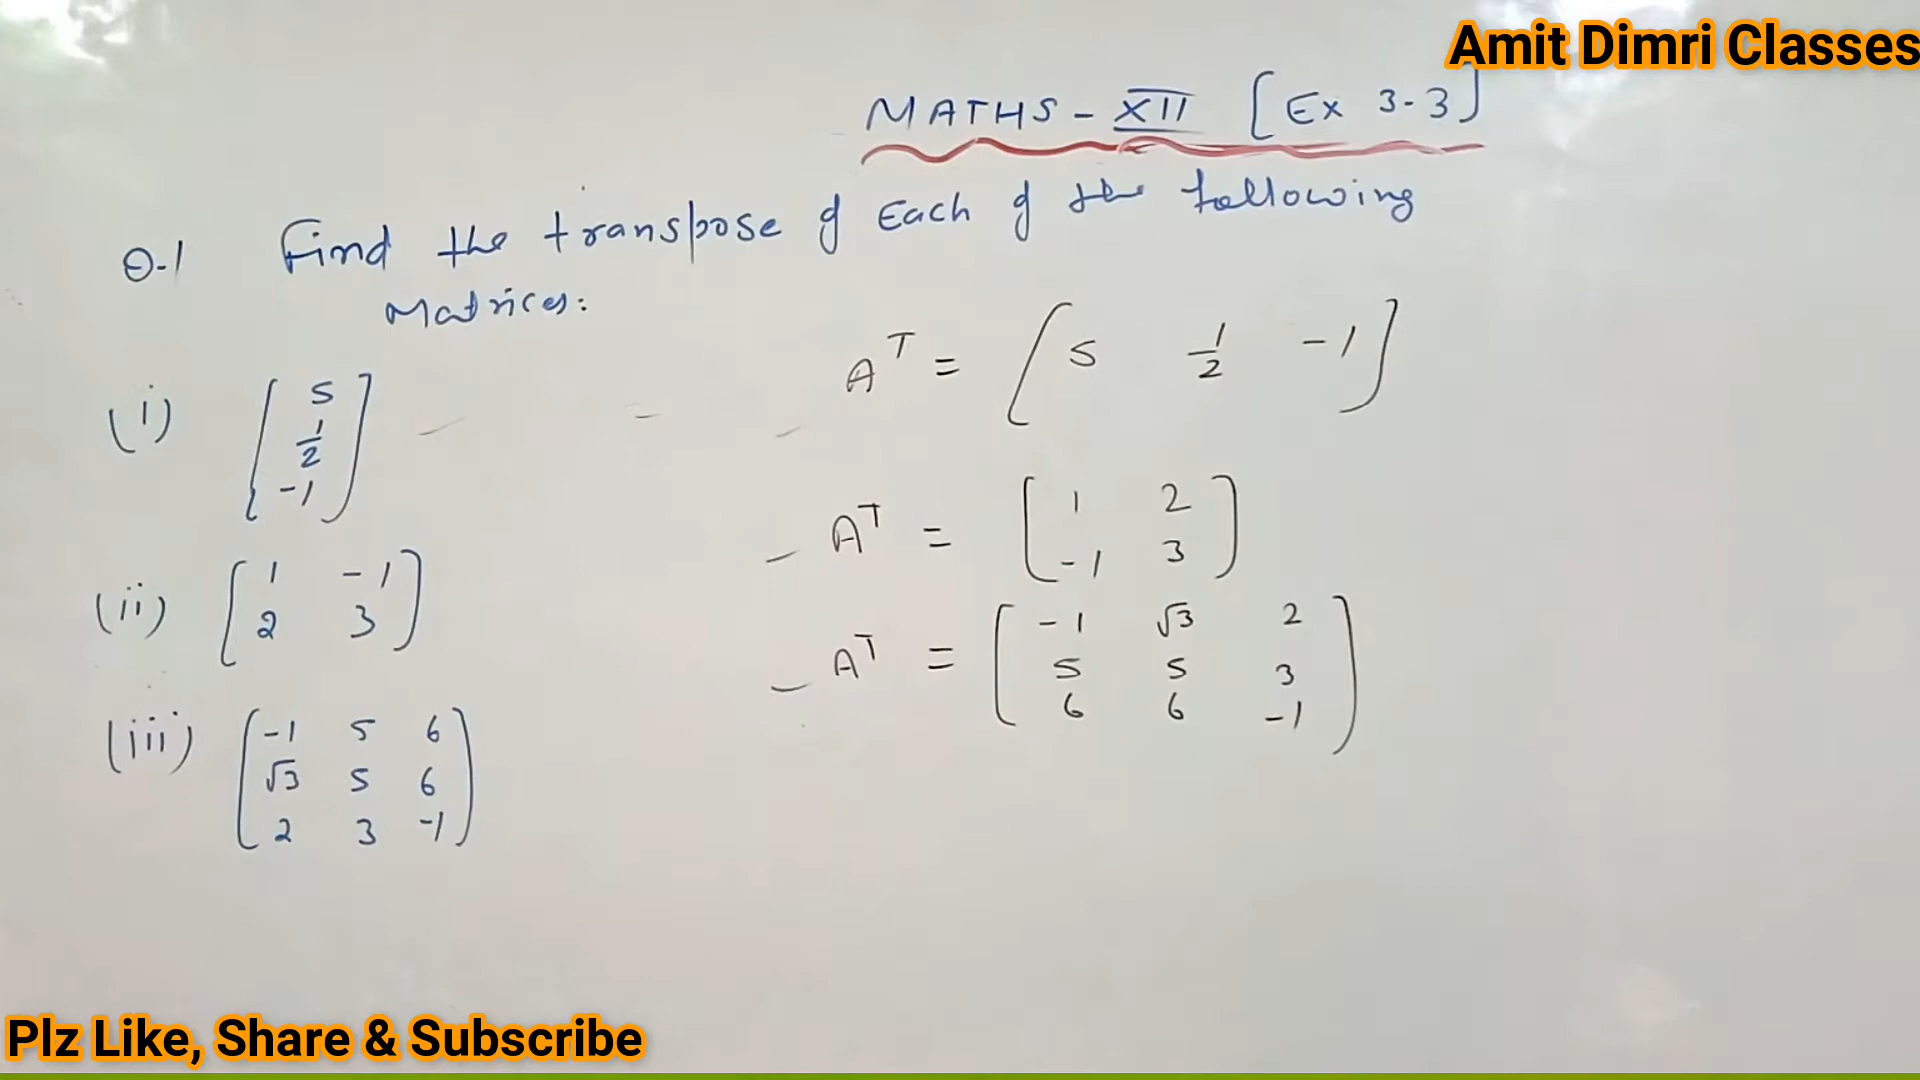 Amit Dimri Classes
MATHS - XII [Ex 3.3]
Q.1 Find the transpose of Each of the following
Matrices:
(i) [5
1/2
-1]
A^T = [5 1/2 -1]
(ii) [1 -1
2 3]
A^T = [1 2
-1 3]
(iii) [-1 5 6
√3 5 6
2 3 -1]
A^T = [-1 √3 2
5 5 3
6 6 -1]
Plz Like, Share & Subscribe